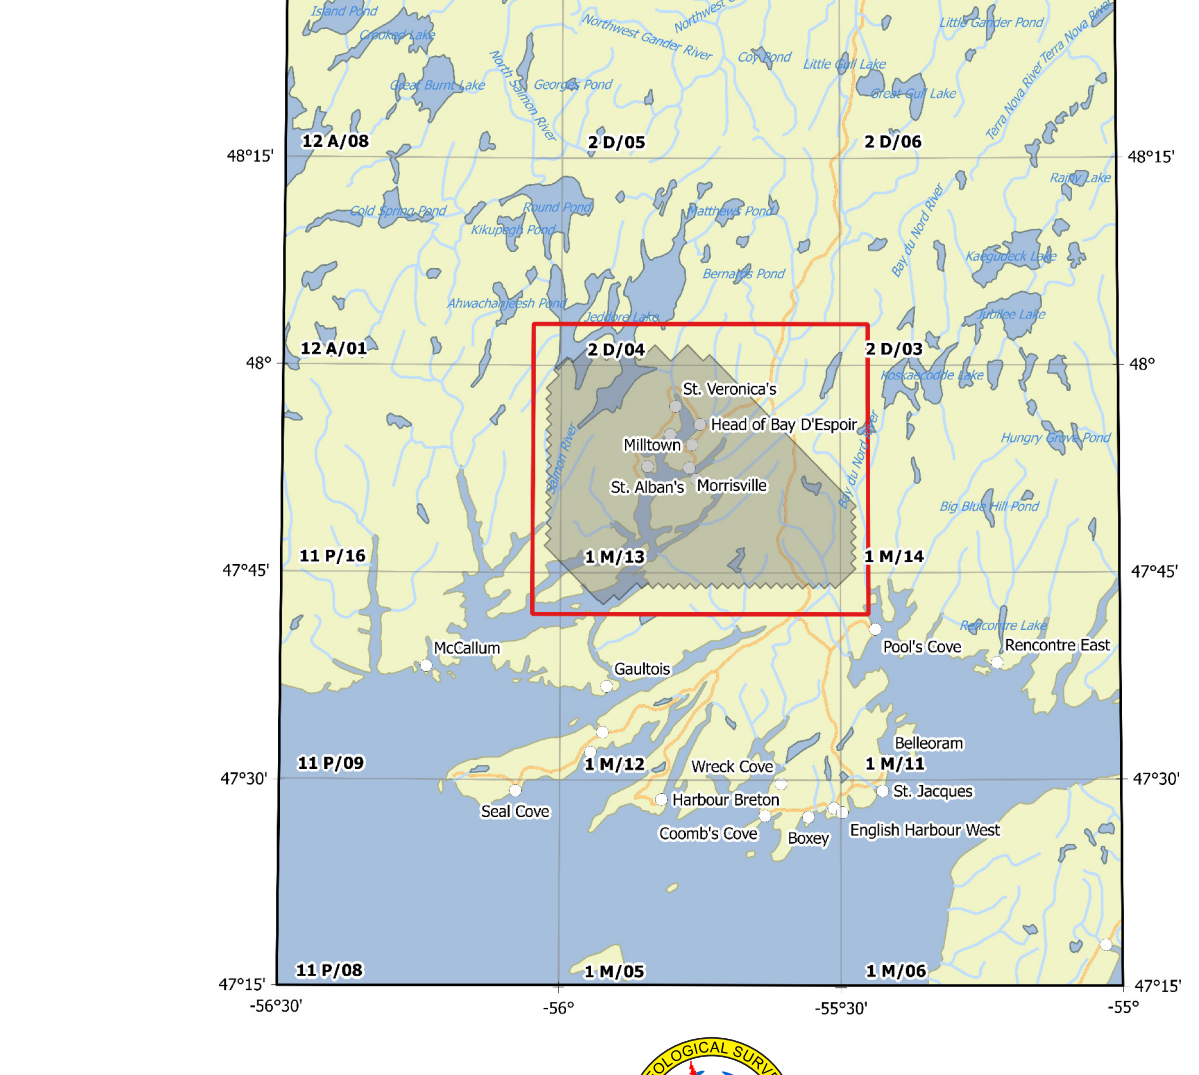 Island Pond
Northwest Gander River
Northwest G
Little Gander Pond
Crooked Lake
Terra Nova River
North Salmon River
Coy Pond
Little Gull Lake
Great Burnt Lake
Georges Pond
Great Gull Lake
Terra Nova River
12 A/08
2 D/05
2 D/06
48°15'
48°15'
Rainy Lake
Cold Spring Pond
Round Pond
Matthews Pond
Kikupegh Pond
Bay du Nord River
Kaegudeck Lake
Bernards Pond
Ahwachanjeesh Pond
Jeddore Lake
Jubilee Lake
12 A/01
2 D/04
2 D/03
48°
48°
Koskaecodde Lake
St. Veronica's
Head of Bay D'Espoir
Milltown
Hungry Grove Pond
Salmon River
Bay du Nord River
St. Alban's
Morrisville
Big Blue Hill Pond
11 P/16
1 M/13
1 M/14
47°45'
47°45'
Rencontre Lake
McCallum
Pool's Cove
Rencontre East
Gaultois
Belleoram
11 P/09
1 M/12
Wreck Cove
1 M/11
47°30'
47°30'
Seal Cove
Harbour Breton
St. Jacques
Coomb's Cove
Boxey
English Harbour West
11 P/08
1 M/05
1 M/06
47°15'
47°15'
-56°30'
-56°
-55°30'
-55°
OLOGICAL SURV